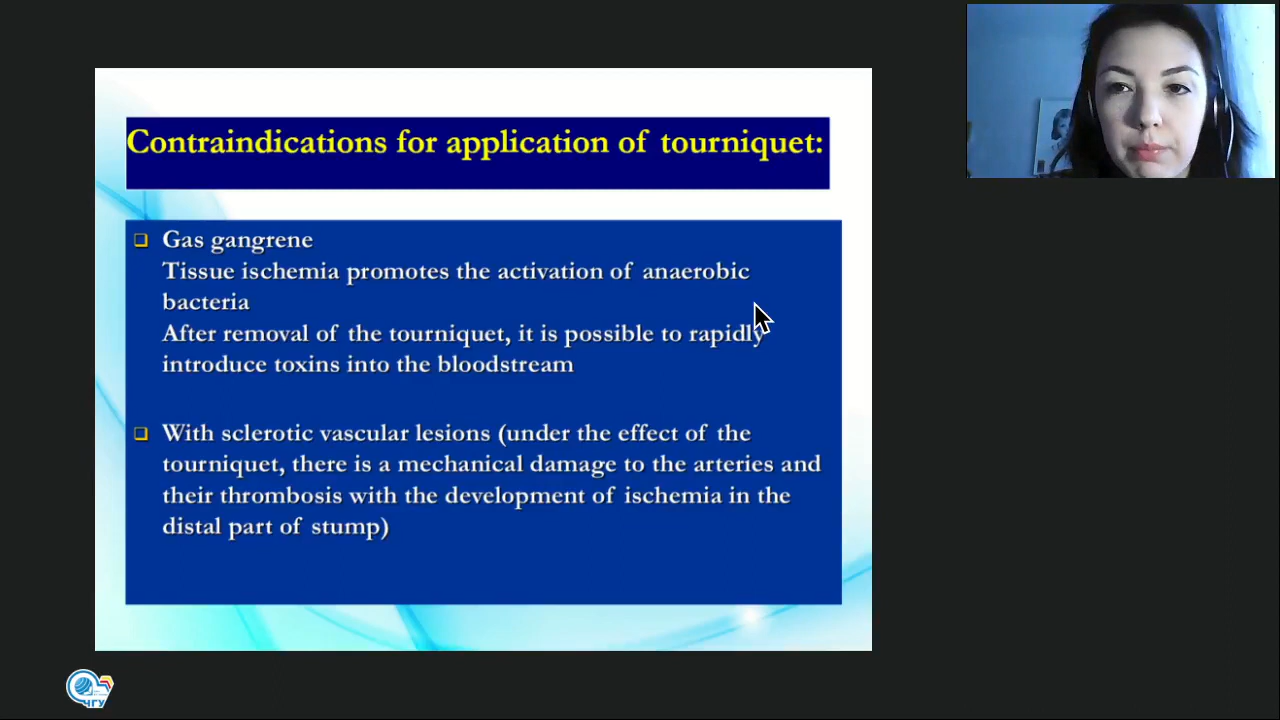 Contraindications for application of tourniquet:
Gas gangrene
Tissue ischemia promotes the activation of anaerobic
bacteria
After removal of the tourniquet, it is possible to rapidly
introduce toxins into the bloodstream
With sclerotic vascular lesions (under the effect of the
tourniquet, there is a mechanical damage to the arteries and
their thrombosis with the development of ischemia in the
distal part of stump)
ЧГУ